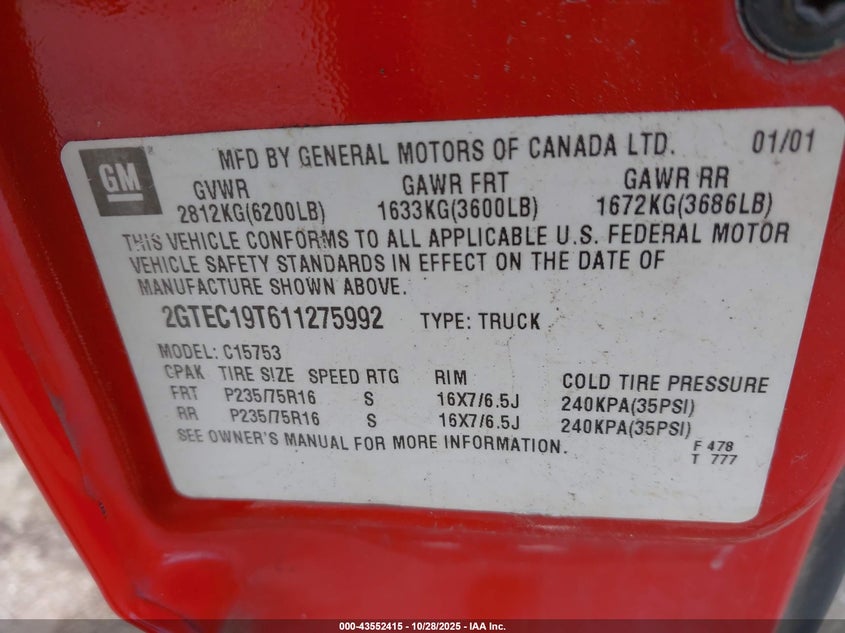 GM
MFD BY GENERAL MOTORS OF CANADA LTD. 01/01
GVWR GAWR FRT GAWR RR
2812KG(6200LB) 1633KG(3600LB) 1672KG(3686LB)
THIS VEHICLE CONFORMS TO ALL APPLICABLE U.S. FEDERAL MOTOR
VEHICLE SAFETY STANDARDS IN EFFECT ON THE DATE OF
MANUFACTURE SHOWN ABOVE.
2GTEC19T611275992 TYPE: TRUCK
MODEL: C15753
CPAK TIRE SIZE SPEED RTG RIM COLD TIRE PRESSURE
FRT P235/75R16 S 16X7/6.5J 240KPA(35PSI)
RR P235/75R16 S 16X7/6.5J 240KPA(35PSI)
SEE OWNER'S MANUAL FOR MORE INFORMATION.
F 478
T 777
000-43552415 | 10/28/2025 | IAA Inc.